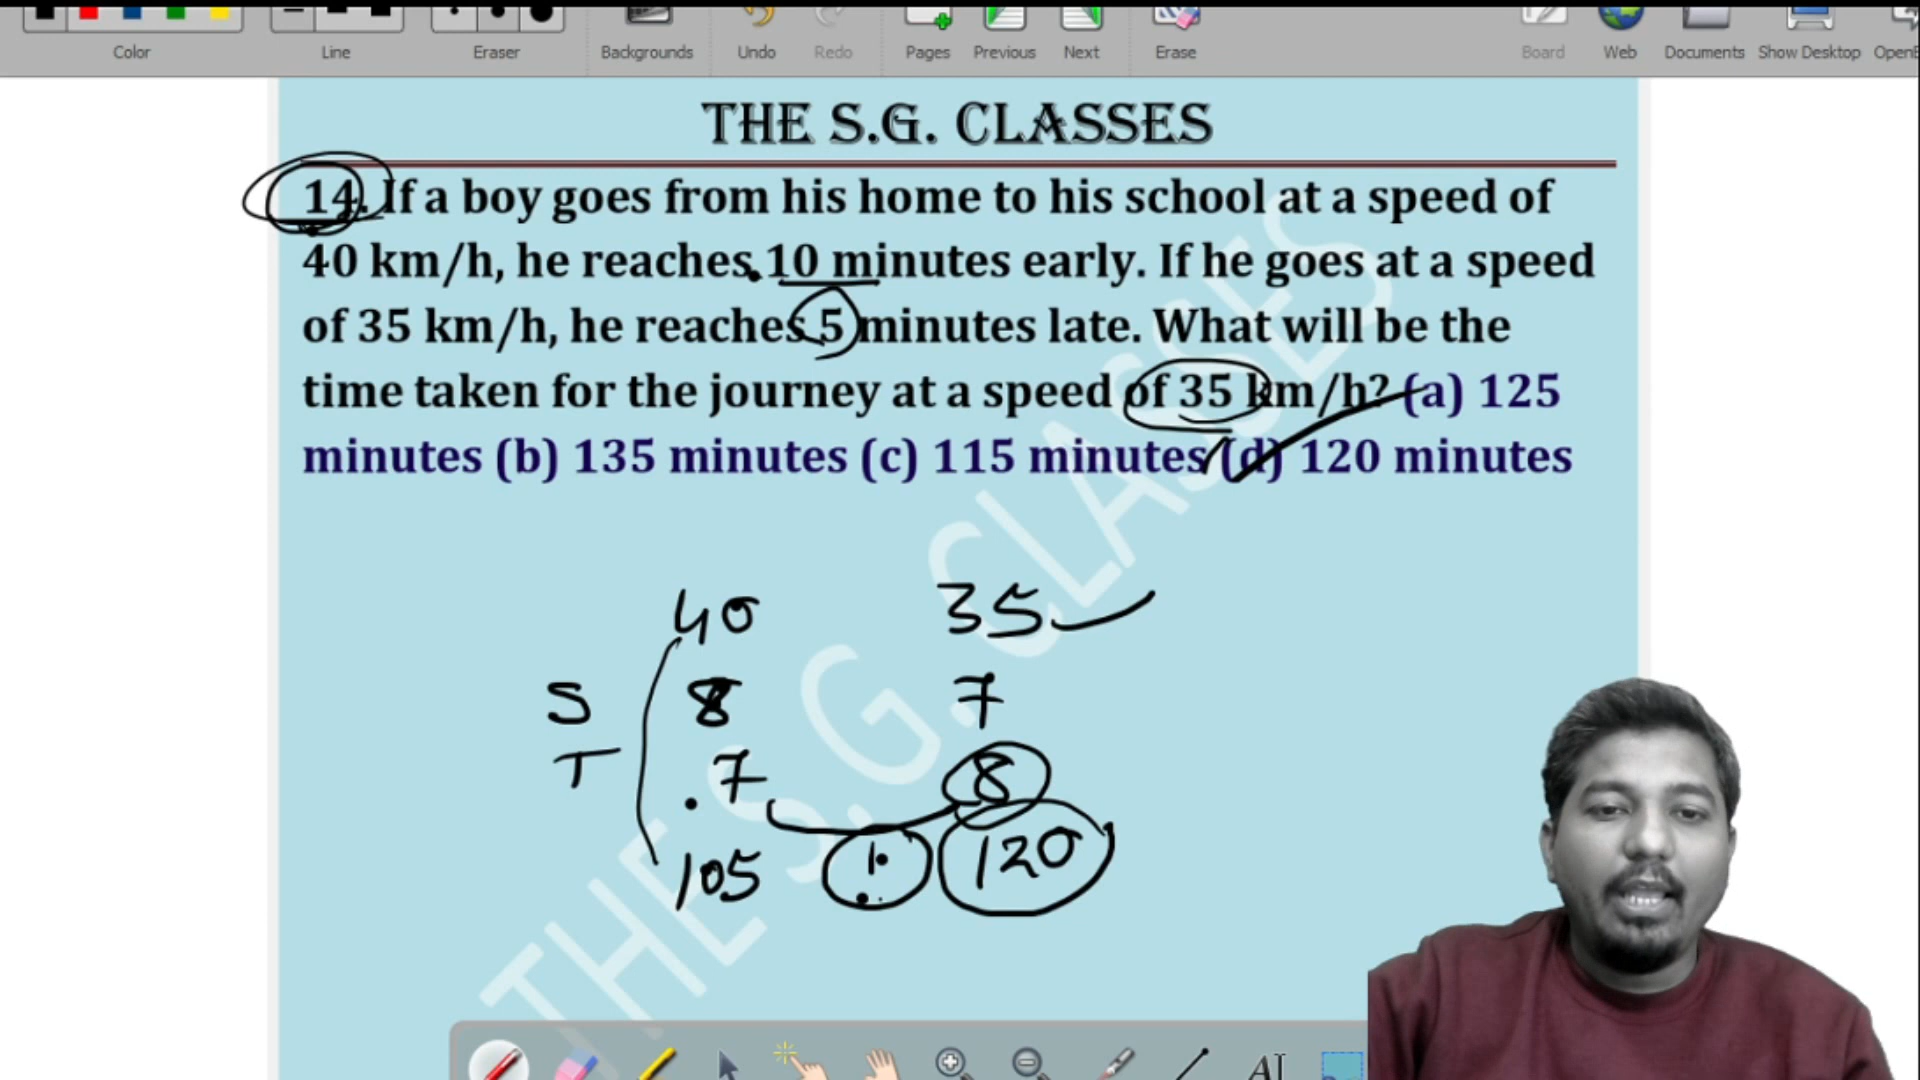 Color Line Eraser Backgrounds Undo Redo Pages Previous Next Erase Board Web Documents Show Desktop OpenE
THE S.G. CLASSES
14. If a boy goes from his home to his school at a speed of
40 km/h, he reaches 10 minutes early. If he goes at a speed
of 35 km/h, he reaches 5 minutes late. What will be the
time taken for the journey at a speed of 35 km/h? (a) 125
minutes (b) 135 minutes (c) 115 minutes (d) 120 minutes
40 35
S 8 7
T 7 8
105 1 120
THE S.G. CLASSES
AI